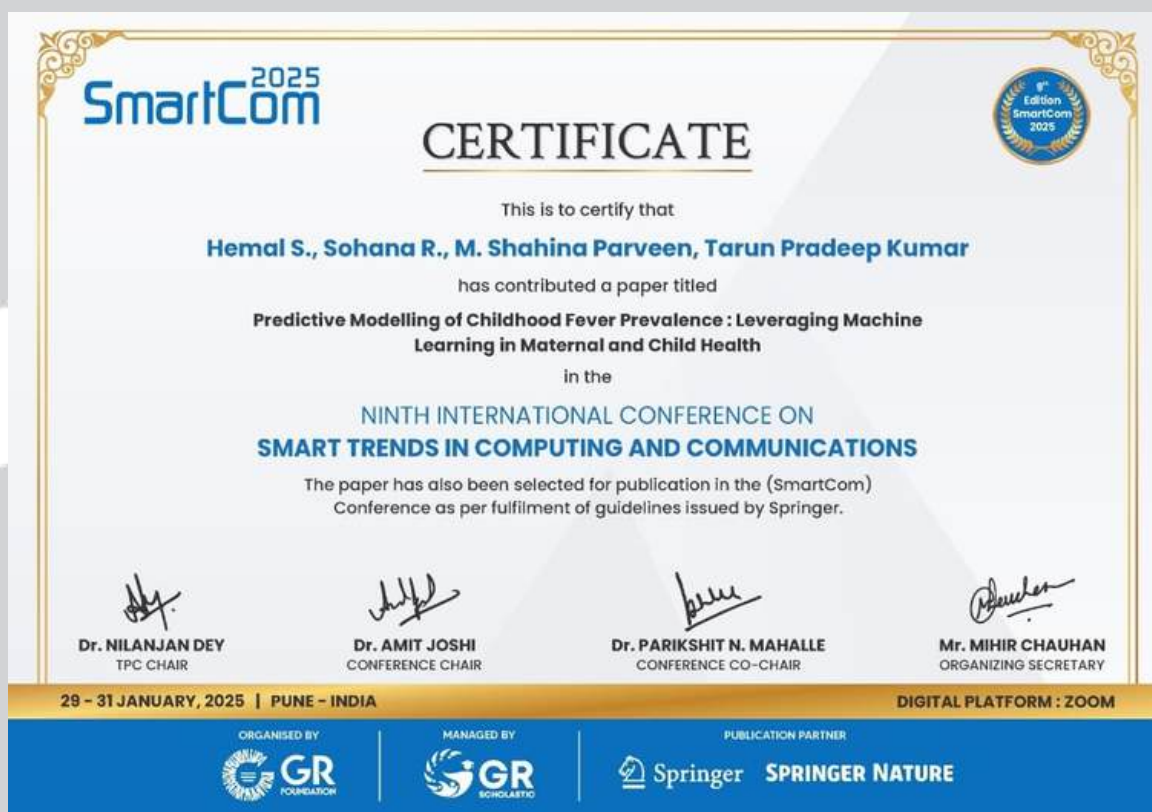 SmartCom 2025
9th
Edition
SmartCom
2025
CERTIFICATE
This is to certify that
Hemal S., Sohana R., M. Shahina Parveen, Tarun Pradeep Kumar
has contributed a paper titled
Predictive Modelling of Childhood Fever Prevalence : Leveraging Machine
Learning in Maternal and Child Health
in the
NINTH INTERNATIONAL CONFERENCE ON
SMART TRENDS IN COMPUTING AND COMMUNICATIONS
The paper has also been selected for publication in the (SmartCom)
Conference as per fulfilment of guidelines issued by Springer.
Dr. NILANJAN DEY
TPC CHAIR
Dr. AMIT JOSHI
CONFERENCE CHAIR
Dr. PARIKSHIT N. MAHALLE
CONFERENCE CO-CHAIR
Mr. MIHIR CHAUHAN
ORGANIZING SECRETARY
29 - 31 JANUARY, 2025 | PUNE - INDIA
DIGITAL PLATFORM : ZOOM
ORGANISED BY
GR
FOUNDATION
MANAGED BY
GR
SCHOLASTIC
PUBLICATION PARTNER
Springer SPRINGER NATURE